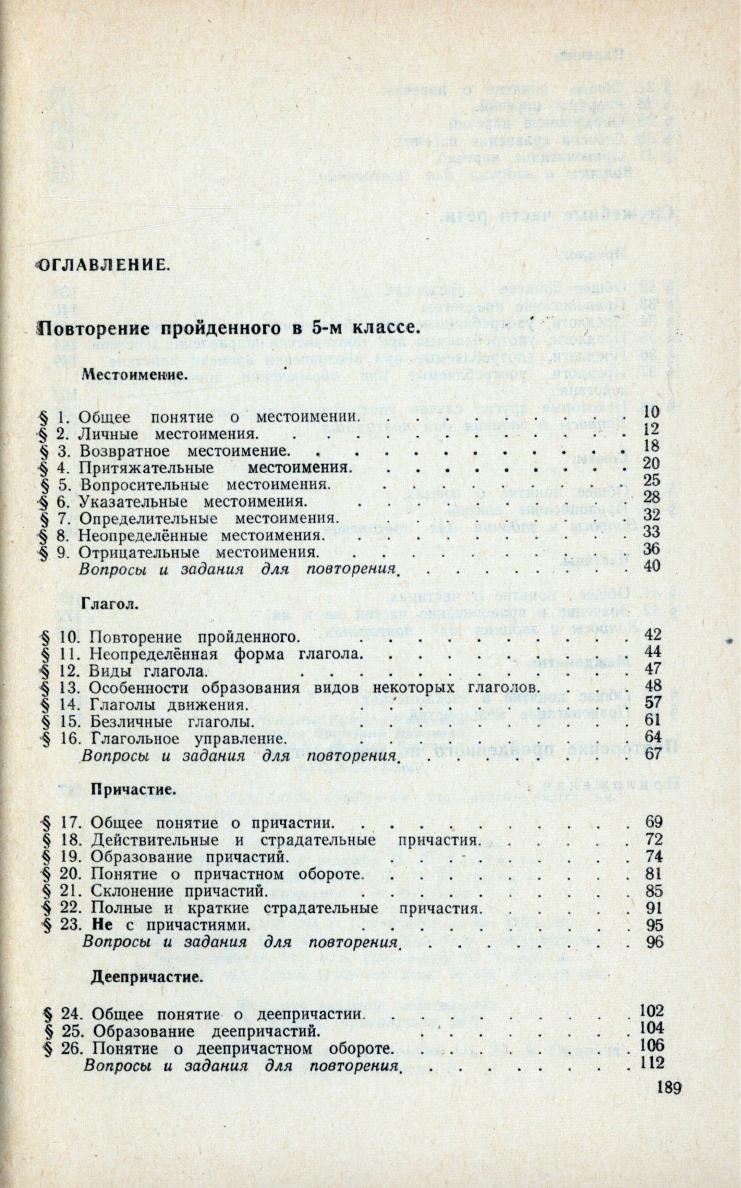 ОГЛАВЛЕНИЕ.
Повторение пройденного в 5-м классе.
Местоимение.
§ 1. Общее понятие о местоимении. . . . . . . . . . 10
§ 2. Личные местоимения. . . . . . . . . . . . 12
§ 3. Возвратное местоимение. . . . . . . . . . . 18
§ 4. Притяжательные местоимения. . . . . . . . . 20
§ 5. Вопросительные местоимения. . . . . . . . . 25
§ 6. Указательные местоимения. . . . . . . . . . 28
§ 7. Определительные местоимения. . . . . . . . . 32
§ 8. Неопределённые местоимения. . . . . . . . . 33
§ 9. Отрицательные местоимения. . . . . . . . . . 36
Вопросы и задания для повторения. . . . . . . . 40
Глагол.
§ 10. Повторение пройденного. . . . . . . . . . 42
§ 11. Неопределённая форма глагола. . . . . . . . . 44
§ 12. Виды глагола. . . . . . . . . . . . 47
§ 13. Особенности образования видов некоторых глаголов. . . . 48
§ 14. Глаголы движения. . . . . . . . . . 57
§ 15. Безличные глаголы. . . . . . . . . . 61
§ 16. Глагольное управление. . . . . . . . . . 64
Вопросы и задания для повторения. . . . . . . . 67
Причастие.
§ 17. Общее понятие о причастии. . . . . . . . . . 69
§ 18. Действительные и страдательные причастия. . . . . . 72
§ 19. Образование причастий. . . . . . . . . . 74
§ 20. Понятие о причастном обороте. . . . . . . . . 81
§ 21. Склонение причастий. . . . . . . . . . 85
§ 22. Полные и краткие страдательные причастия. . . . . . 91
§ 23. Не с причастиями. . . . . . . . . . 95
Вопросы и задания для повторения. . . . . . . . 96
Деепричастие.
§ 24. Общее понятие о деепричастии. . . . . . . . . 102
§ 25. Образование деепричастий. . . . . . . . . . 104
§ 26. Понятие о деепричастном обороте. . . . . . . . 106
Вопросы и задания для повторения. . . . . . . . 112
189